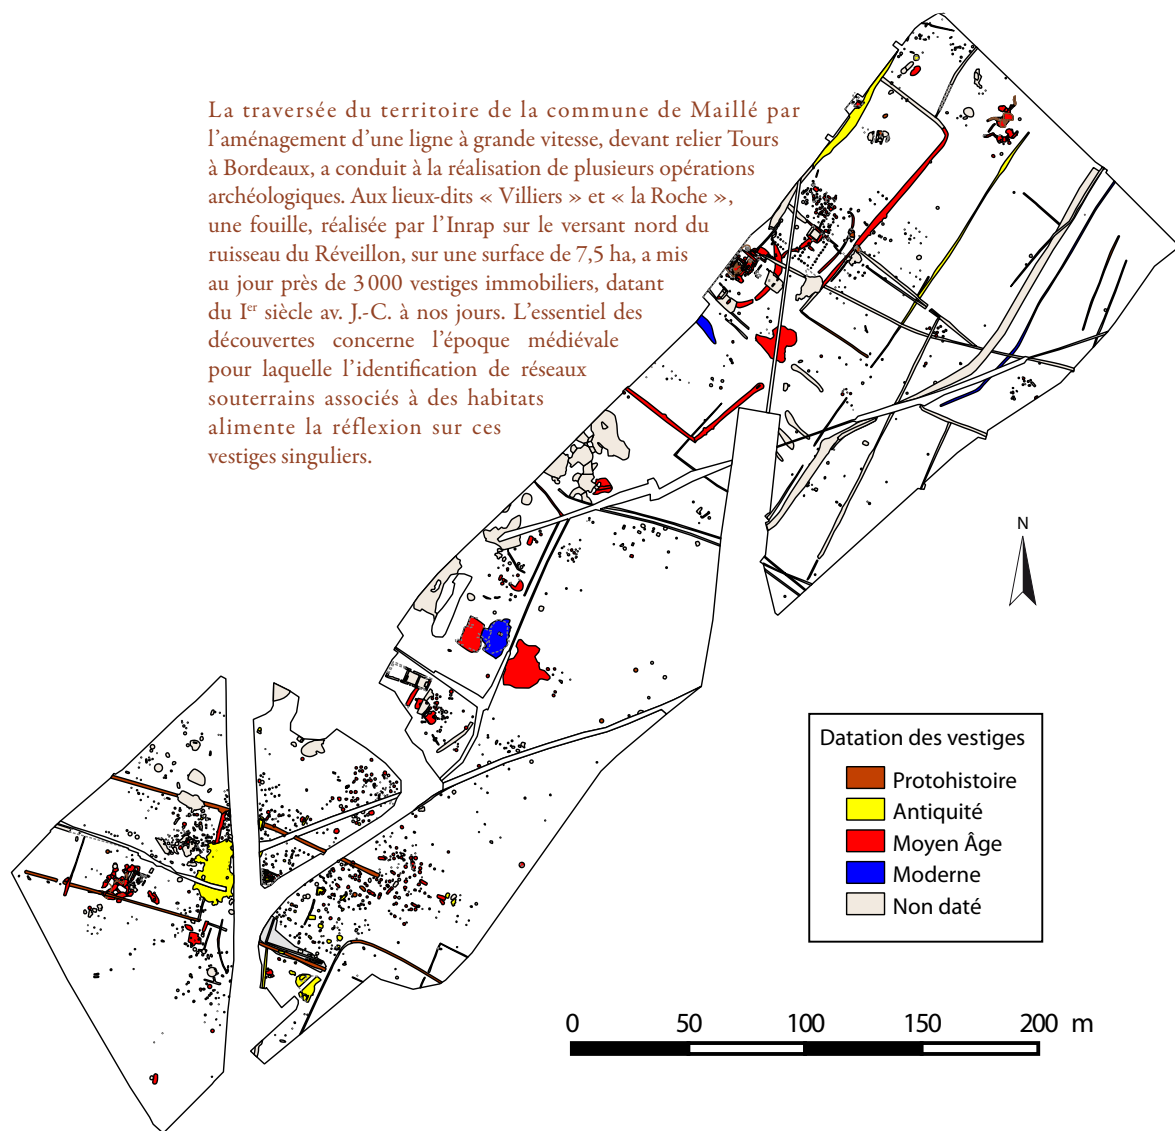 La traversée du territoire de la commune de Maillé par
l’aménagement d’une ligne à grande vitesse, devant relier Tours
à Bordeaux, a conduit à la réalisation de plusieurs opérations
archéologiques. Aux lieux-dits « Villiers » et « la Roche »,
une fouille, réalisée par l’Inrap sur le versant nord du
ruisseau du Réveillon, sur une surface de 7,5 ha, a mis
au jour près de 3 000 vestiges immobiliers, datant
du Ier siècle av. J.-C. à nos jours. L’essentiel des
découvertes concerne l’époque médiévale
pour laquelle l’identification de réseaux
souterrains associés à des habitats
alimente la réflexion sur ces
vestiges singuliers.
N
Datation des vestiges
Protohistoire
Antiquité
Moyen Âge
Moderne
Non daté
0 50 100 150 200 m